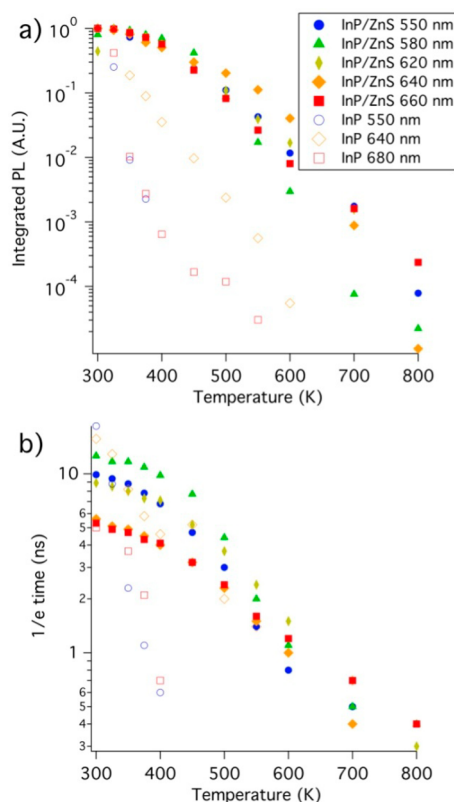 a)
InP/ZnS 550 nm
InP/ZnS 580 nm
InP/ZnS 620 nm
InP/ZnS 640 nm
InP/ZnS 660 nm
InP 550 nm
InP 640 nm
InP 680 nm
Integrated PL (A.U.)
10^0
10^-1
10^-2
10^-3
10^-4
300 400 500 600 700 800
Temperature (K)
b)
1/e time (ns)
10
6
5
4
3
2
1
8
6
5
4
3
300 400 500 600 700 800
Temperature (K)